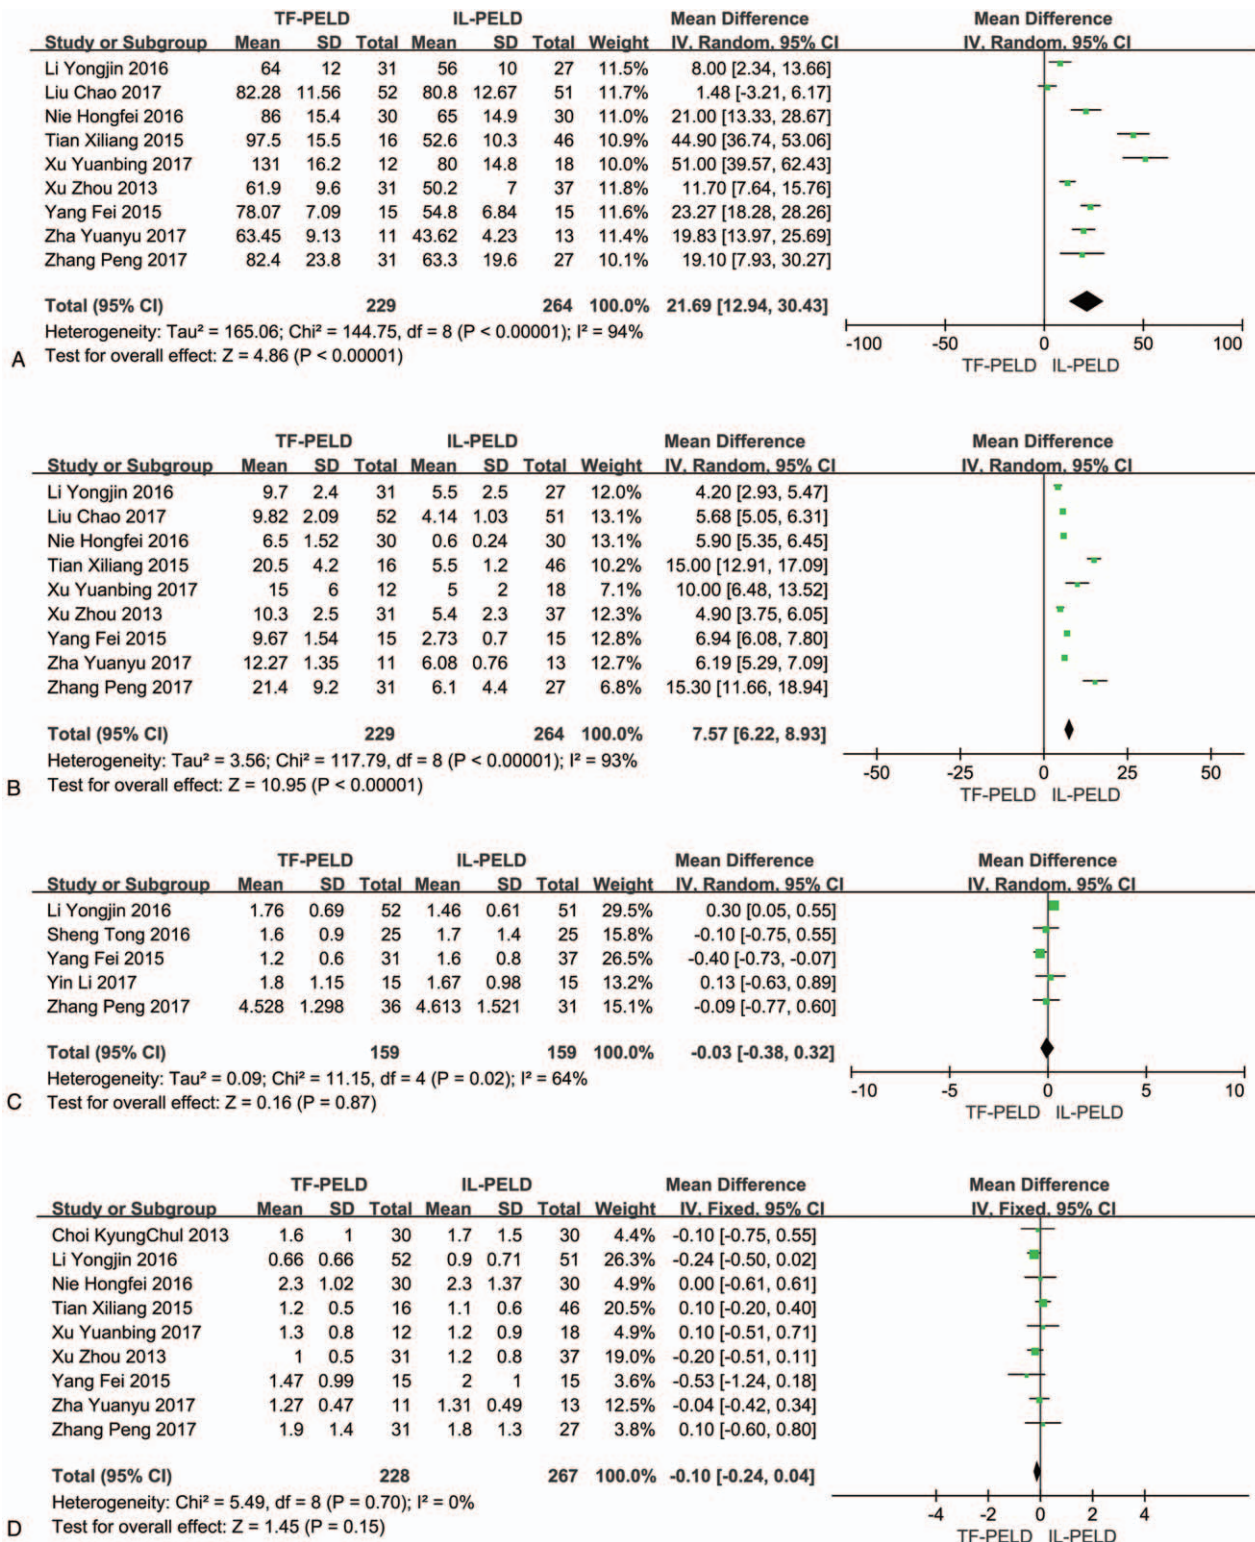 TF-PELD IL-PELD Mean Difference Mean Difference
Study or Subgroup Mean SD Total Mean SD Total Weight IV, Random, 95% CI IV, Random, 95% CI
Li Yongjin 2016 64 12 31 56 10 27 11.5% 8.00 [2.34, 13.66]
Liu Chao 2017 82.28 11.56 52 80.8 12.67 51 11.7% 1.48 [-3.21, 6.17]
Nie Hongfei 2016 86 15.4 30 65 14.9 30 11.0% 21.00 [13.33, 28.67]
Tian Xiliang 2015 97.5 15.5 16 52.6 10.3 46 10.9% 44.90 [36.74, 53.06]
Xu Yuanbing 2017 131 16.2 12 80 14.8 18 10.0% 51.00 [39.57, 62.43]
Xu Zhou 2013 61.9 9.6 31 50.2 7 37 11.8% 11.70 [7.64, 15.76]
Yang Fei 2015 78.07 7.09 15 54.8 6.84 15 11.6% 23.27 [18.28, 28.26]
Zha Yuanyu 2017 63.45 9.13 11 43.62 4.23 13 11.4% 19.83 [13.97, 25.69]
Zhang Peng 2017 82.4 23.8 31 63.3 19.6 27 10.1% 19.10 [7.93, 30.27]
Total (95% CI) 229 264 100.0% 21.69 [12.94, 30.43]
Heterogeneity: Tau² = 165.06; Chi² = 144.75, df = 8 (P < 0.00001); I² = 94%
Test for overall effect: Z = 4.86 (P < 0.00001)
-100 -50 0 50 100
TF-PELD IL-PELD
A
TF-PELD IL-PELD Mean Difference Mean Difference
Study or Subgroup Mean SD Total Mean SD Total Weight IV, Random, 95% CI IV, Random, 95% CI
Li Yongjin 2016 9.7 2.4 31 5.5 2.5 27 12.0% 4.20 [2.93, 5.47]
Liu Chao 2017 9.82 2.09 52 4.14 1.03 51 13.1% 5.68 [5.05, 6.31]
Nie Hongfei 2016 6.5 1.52 30 0.6 0.24 30 13.1% 5.90 [5.35, 6.45]
Tian Xiliang 2015 20.5 4.2 16 5.5 1.2 46 10.2% 15.00 [12.91, 17.09]
Xu Yuanbing 2017 15 6 12 5 2 18 7.1% 10.00 [6.48, 13.52]
Xu Zhou 2013 10.3 2.5 31 5.4 2.3 37 12.3% 4.90 [3.75, 6.05]
Yang Fei 2015 9.67 1.54 15 2.73 0.7 15 12.8% 6.94 [6.08, 7.80]
Zha Yuanyu 2017 12.27 1.35 11 6.08 0.76 13 12.7% 6.19 [5.29, 7.09]
Zhang Peng 2017 21.4 9.2 31 6.1 4.4 27 6.8% 15.30 [11.66, 18.94]
Total (95% CI) 229 264 100.0% 7.57 [6.22, 8.93]
Heterogeneity: Tau² = 3.56; Chi² = 117.79, df = 8 (P < 0.00001); I² = 93%
Test for overall effect: Z = 10.95 (P < 0.00001)
-50 -25 0 25 50
TF-PELD IL-PELD
B
TF-PELD IL-PELD Mean Difference Mean Difference
Study or Subgroup Mean SD Total Mean SD Total Weight IV, Random, 95% CI IV, Random, 95% CI
Li Yongjin 2016 1.76 0.69 52 1.46 0.61 51 29.5% 0.30 [0.05, 0.55]
Sheng Tong 2016 1.6 0.9 25 1.7 1.4 25 15.8% -0.10 [-0.75, 0.55]
Yang Fei 2015 1.2 0.6 31 1.6 0.8 37 26.5% -0.40 [-0.73, -0.07]
Yin Li 2017 1.8 1.15 15 1.67 0.98 15 13.2% 0.13 [-0.63, 0.89]
Zhang Peng 2017 4.528 1.298 36 4.613 1.521 31 15.1% -0.09 [-0.77, 0.60]
Total (95% CI) 159 159 100.0% -0.03 [-0.38, 0.32]
Heterogeneity: Tau² = 0.09; Chi² = 11.15, df = 4 (P = 0.02); I² = 64%
Test for overall effect: Z = 0.16 (P = 0.87)
-10 -5 0 5 10
TF-PELD IL-PELD
C
TF-PELD IL-PELD Mean Difference Mean Difference
Study or Subgroup Mean SD Total Mean SD Total Weight IV, Fixed, 95% CI IV, Fixed, 95% CI
Choi KyungChul 2013 1.6 1 30 1.7 1.5 30 4.4% -0.10 [-0.75, 0.55]
Li Yongjin 2016 0.66 0.66 52 0.9 0.71 51 26.3% -0.24 [-0.50, 0.02]
Nie Hongfei 2016 2.3 1.02 30 2.3 1.37 30 4.9% 0.00 [-0.61, 0.61]
Tian Xiliang 2015 1.2 0.5 16 1.1 0.6 46 20.5% 0.10 [-0.20, 0.40]
Xu Yuanbing 2017 1.3 0.8 12 1.2 0.9 18 4.9% 0.10 [-0.51, 0.71]
Xu Zhou 2013 1 0.5 31 1.2 0.8 37 19.0% -0.20 [-0.51, 0.11]
Yang Fei 2015 1.47 0.99 15 2 1 15 3.6% -0.53 [-1.24, 0.18]
Zha Yuanyu 2017 1.27 0.47 11 1.31 0.49 13 12.5% -0.04 [-0.42, 0.34]
Zhang Peng 2017 1.9 1.4 31 1.8 1.3 27 3.8% 0.10 [-0.60, 0.80]
Total (95% CI) 228 267 100.0% -0.10 [-0.24, 0.04]
Heterogeneity: Chi² = 5.49, df = 8 (P = 0.70); I² = 0%
Test for overall effect: Z = 1.45 (P = 0.15)
-4 -2 0 2 4
TF-PELD IL-PELD
D